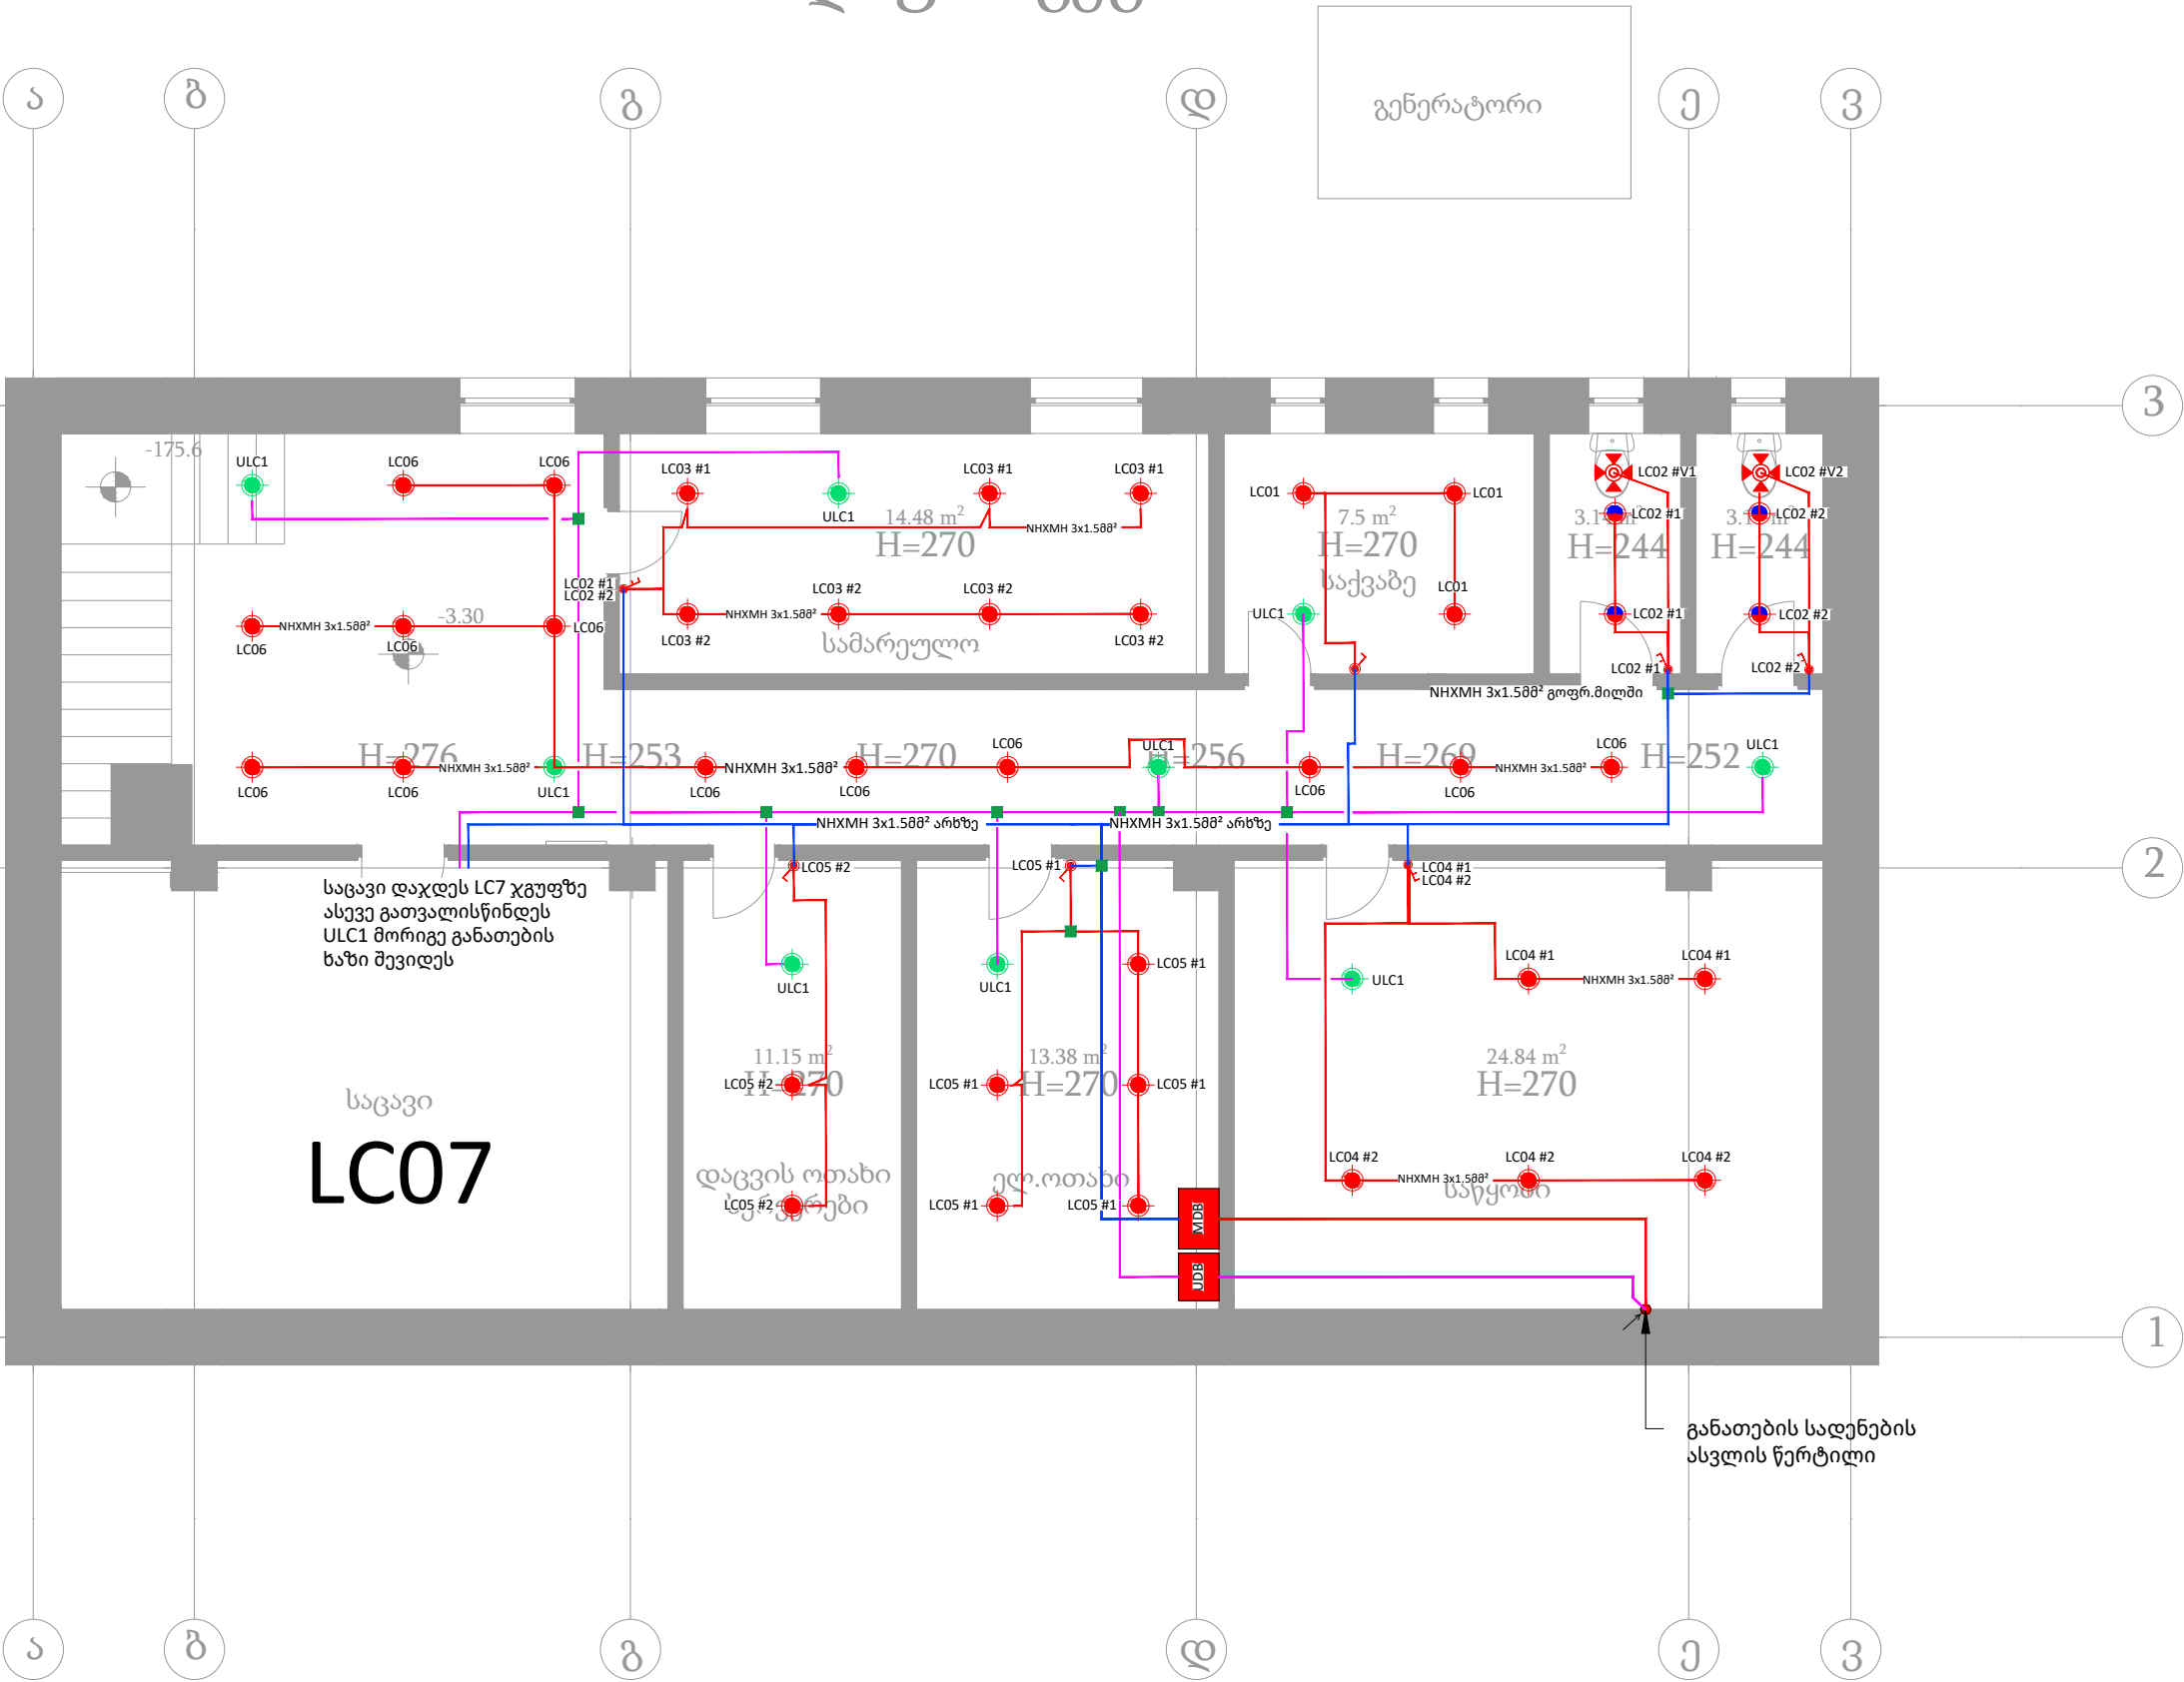 გენერატორი
ა
ბ
გ
დ
ე
ვ
3
-175.6
ULC1
LC06
LC06
LC03 #1
LC03 #1
LC03 #1
LC01
LC01
LC02 #V1
LC02 #V2
ULC1
14.48 m²
NHXMH 3x1.5მმ²
H=270
7.5 m²
H=270
საქვაბე
LC02 #1
LC02 #2
H=244
H=244
LC02 #1
LC02 #2
LC03 #2
LC03 #2
LC01
NHXMH 3x1.5მმ²
-3.30
LC06
NHXMH 3x1.5მმ²
ULC1
LC02 #1
LC02 #2
LC06
LC06
LC03 #2
სამარეულო
LC03 #2
LC02 #1
LC02 #2
NHXMH 3x1.5მმ² გოფრ.მილში
H=276
H=253
H=270
LC06
ULC1
H=256
H=269
LC06
H=252
ULC1
NHXMH 3x1.5მმ²
NHXMH 3x1.5მმ²
NHXMH 3x1.5მმ²
LC06
LC06
ULC1
LC06
LC06
LC06
LC06
NHXMH 3x1.5მმ² არხზე
NHXMH 3x1.5მმ² არხზე
LC05 #2
LC05 #1
LC04 #1
LC04 #2
2
საცავი დაჯდეს LC7 ჯგუფზე
ასევე გათვალისწინდეს
ULC1 მორიგე განათების
ხაზი შევიდეს
ULC1
ULC1
LC05 #1
ULC1
LC04 #1
LC04 #1
NHXMH 3x1.5მმ²
11.15 m²
H=270
LC05 #2
13.38 m²
H=270
LC05 #1
LC05 #1
24.84 m²
H=270
საცავი
LC07
დაცვის ოთახი
LC05 #2
ელ.ოთახი
LC05 #1
LC05 #1
LC04 #2
LC04 #2
LC04 #2
NHXMH 3x1.5მმ²
საწყობი
MDB
UDB
1
განათების სადენების
ასვლის წერტილი
ა
ბ
გ
დ
ე
ვ